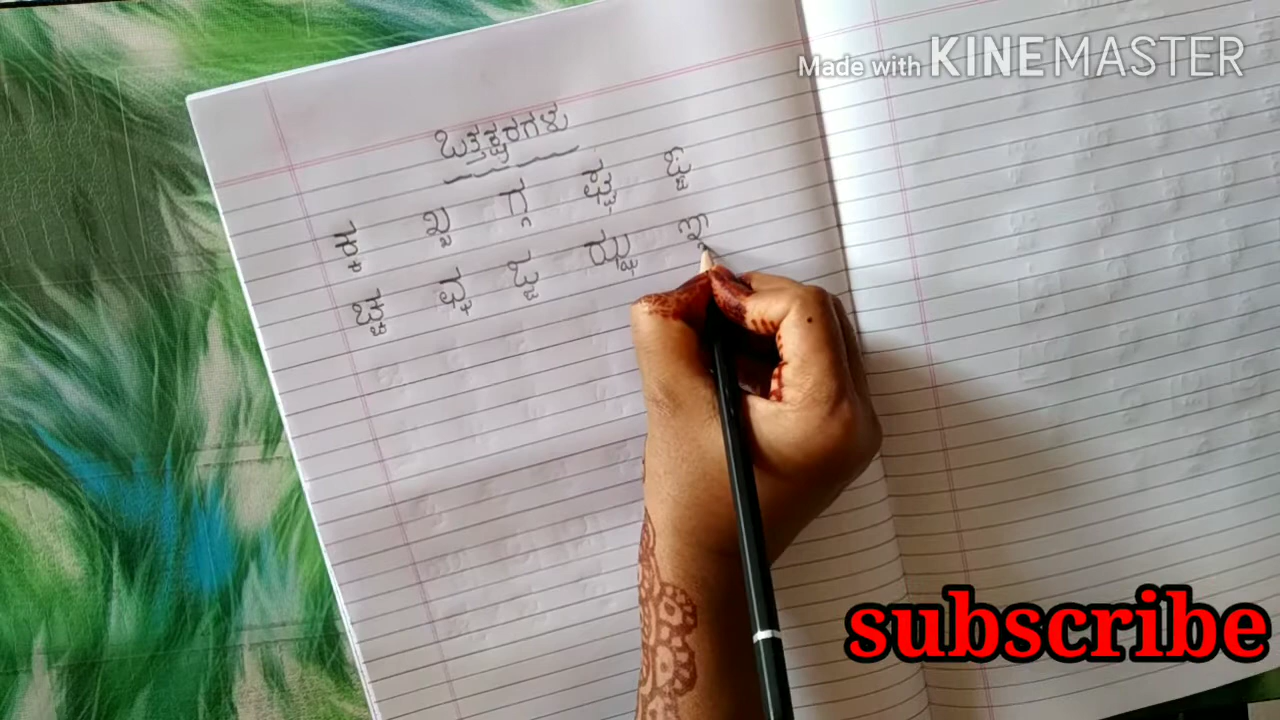 Made with KINEMASTER
ಒತ್ತಕ್ಷರಗಳು
ಕ್ಕ ಖ್ಖ ಗ್ಗ ಘ್ಘ ಙ್ಙ
ಚ್ಚ ಛ್ಛ ಜ್ಜ ಝ್ಝ
subscribe